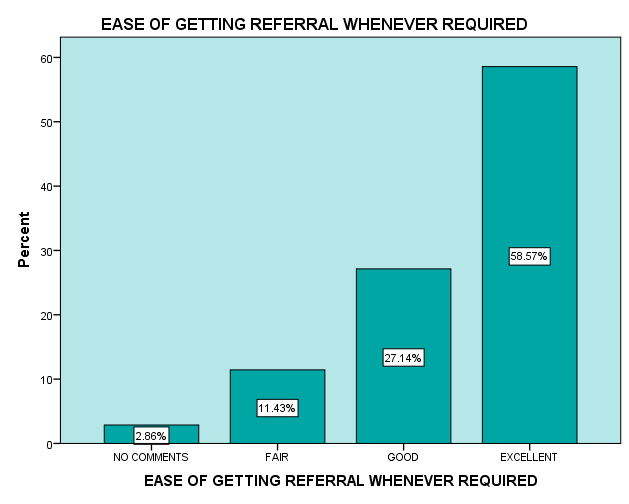 EASE OF GETTING REFERRAL WHENEVER REQUIRED
60
50
40
30
20
10
0
Percent
2.86%
11.43%
27.14%
58.57%
NO COMMENTS
FAIR
GOOD
EXCELLENT
EASE OF GETTING REFERRAL WHENEVER REQUIRED